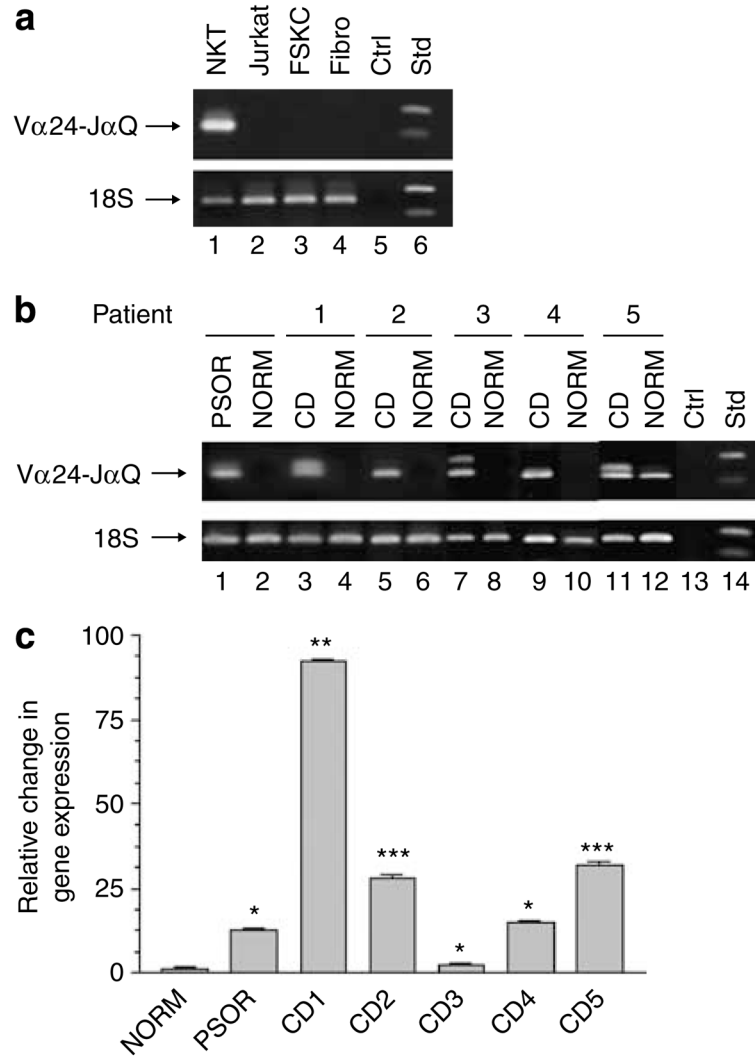 a
NKT Jurkat FSKC Fibro Ctrl Std
Vα24-JαQ
18S
1 2 3 4 5 6
b
Patient 1 2 3 4 5
PSOR NORM CD NORM CD NORM CD NORM CD NORM CD NORM Ctrl Std
Vα24-JαQ
18S
1 2 3 4 5 6 7 8 9 10 11 12 13 14
c
Relative change in
gene expression
100
75
50
25
0
* ** *** * * ***
NORM PSOR CD1 CD2 CD3 CD4 CD5